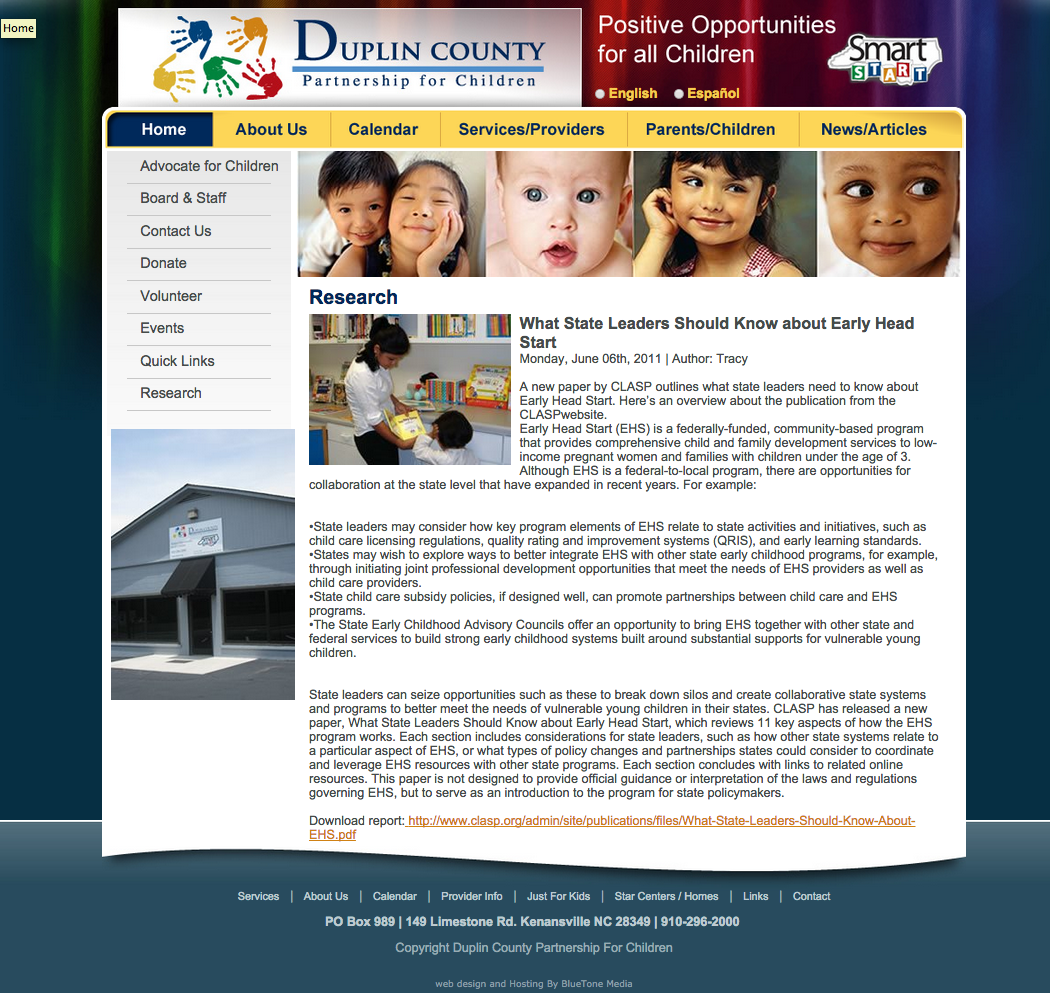 Home
DUPLIN COUNTY
Partnership for Children
Positive Opportunities
for all Children
Smart
START
English Español
Home About Us Calendar Services/Providers Parents/Children News/Articles
Advocate for Children
Board & Staff
Contact Us
Donate
Volunteer
Events
Quick Links
Research
DUPLIN COUNTY
Research
What State Leaders Should Know about Early Head
Start
Monday, June 06th, 2011 | Author: Tracy
A new paper by CLASP outlines what state leaders need to know about
Early Head Start. Here's an overview about the publication from the
CLASPwebsite.
Early Head Start (EHS) is a federally-funded, community-based program
that provides comprehensive child and family development services to low-
income pregnant women and families with children under the age of 3.
Although EHS is a federal-to-local program, there are opportunities for
collaboration at the state level that have expanded in recent years. For example:
•State leaders may consider how key program elements of EHS relate to state activities and initiatives, such as
child care licensing regulations, quality rating and improvement systems (QRIS), and early learning standards.
•States may wish to explore ways to better integrate EHS with other state early childhood programs, for example,
through initiating joint professional development opportunities that meet the needs of EHS providers as well as
child care providers.
•State child care subsidy policies, if designed well, can promote partnerships between child care and EHS
programs.
•The State Early Childhood Advisory Councils offer an opportunity to bring EHS together with other state and
federal services to build strong early childhood systems built around substantial supports for vulnerable young
children.
State leaders can seize opportunities such as these to break down silos and create collaborative state systems
and programs to better meet the needs of vulnerable young children in their states. CLASP has released a new
paper, What State Leaders Should Know about Early Head Start, which reviews 11 key aspects of how the EHS
program works. Each section includes considerations for state leaders, such as how other state systems relate to
a particular aspect of EHS, or what types of policy changes and partnerships states could consider to coordinate
and leverage EHS resources with other state programs. Each section concludes with links to related online
resources. This paper is not designed to provide official guidance or interpretation of the laws and regulations
governing EHS, but to serve as an introduction to the program for state policymakers.
Download report: http://www.clasp.org/admin/site/publications/files/What-State-Leaders-Should-Know-About-
EHS.pdf
Services | About Us | Calendar | Provider Info | Just For Kids | Star Centers / Homes | Links | Contact
PO Box 989 | 149 Limestone Rd. Kenansville NC 28349 | 910-296-2000
Copyright Duplin County Partnership For Children
web design and Hosting By BlueTone Media